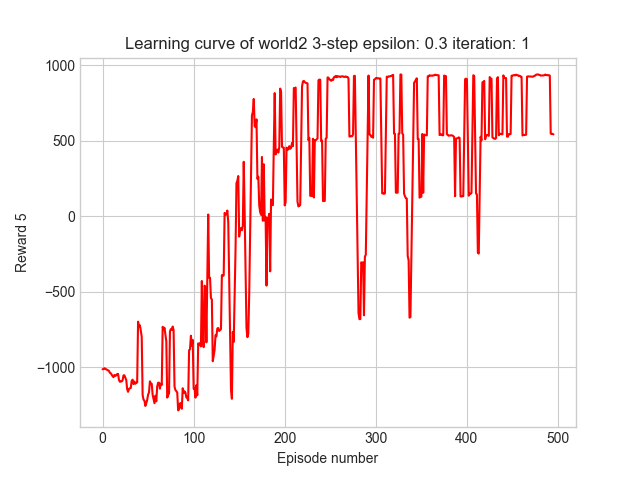 Learning curve of world2 3-step epsilon: 0.3 iteration: 1
1000
500
0
−500
−1000
Reward 5
0 100 200 300 400 500
Episode number